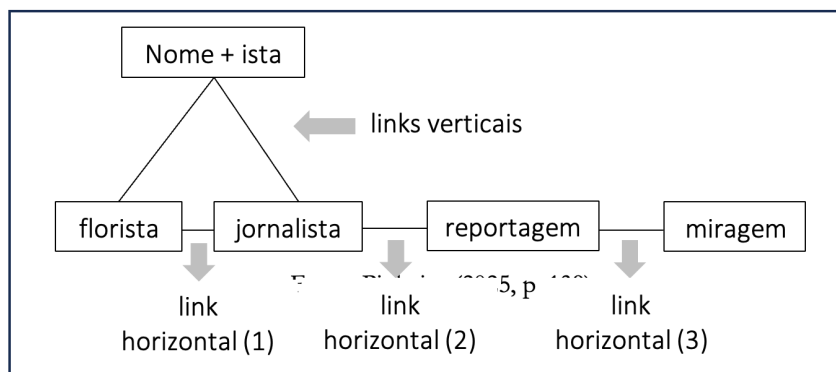 Nome + ista
links verticais
florista
jornalista
reportagem
miragem
p.
link
horizontal (1)
link
horizontal (2)
link
horizontal (3)